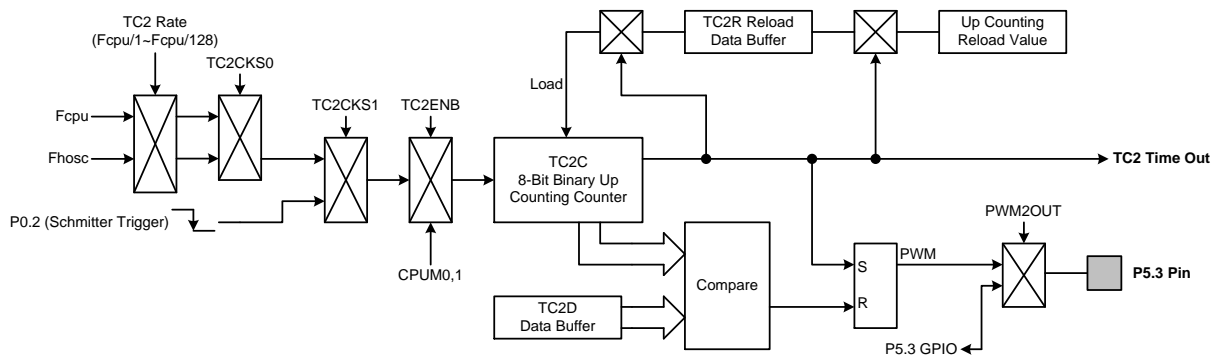 TC2 Rate
(Fcpu/1~Fcpu/128)
TC2CKS0
Fcpu
Fhosc
P0.2 (Schmitter Trigger)
TC2CKS1
TC2ENB
CPUM0,1
Load
TC2R Reload
Data Buffer
Up Counting
Reload Value
TC2C
8-Bit Binary Up
Counting Counter
TC2 Time Out
TC2D
Data Buffer
Compare
S
R
PWM
PWM2OUT
P5.3 Pin
P5.3 GPIO